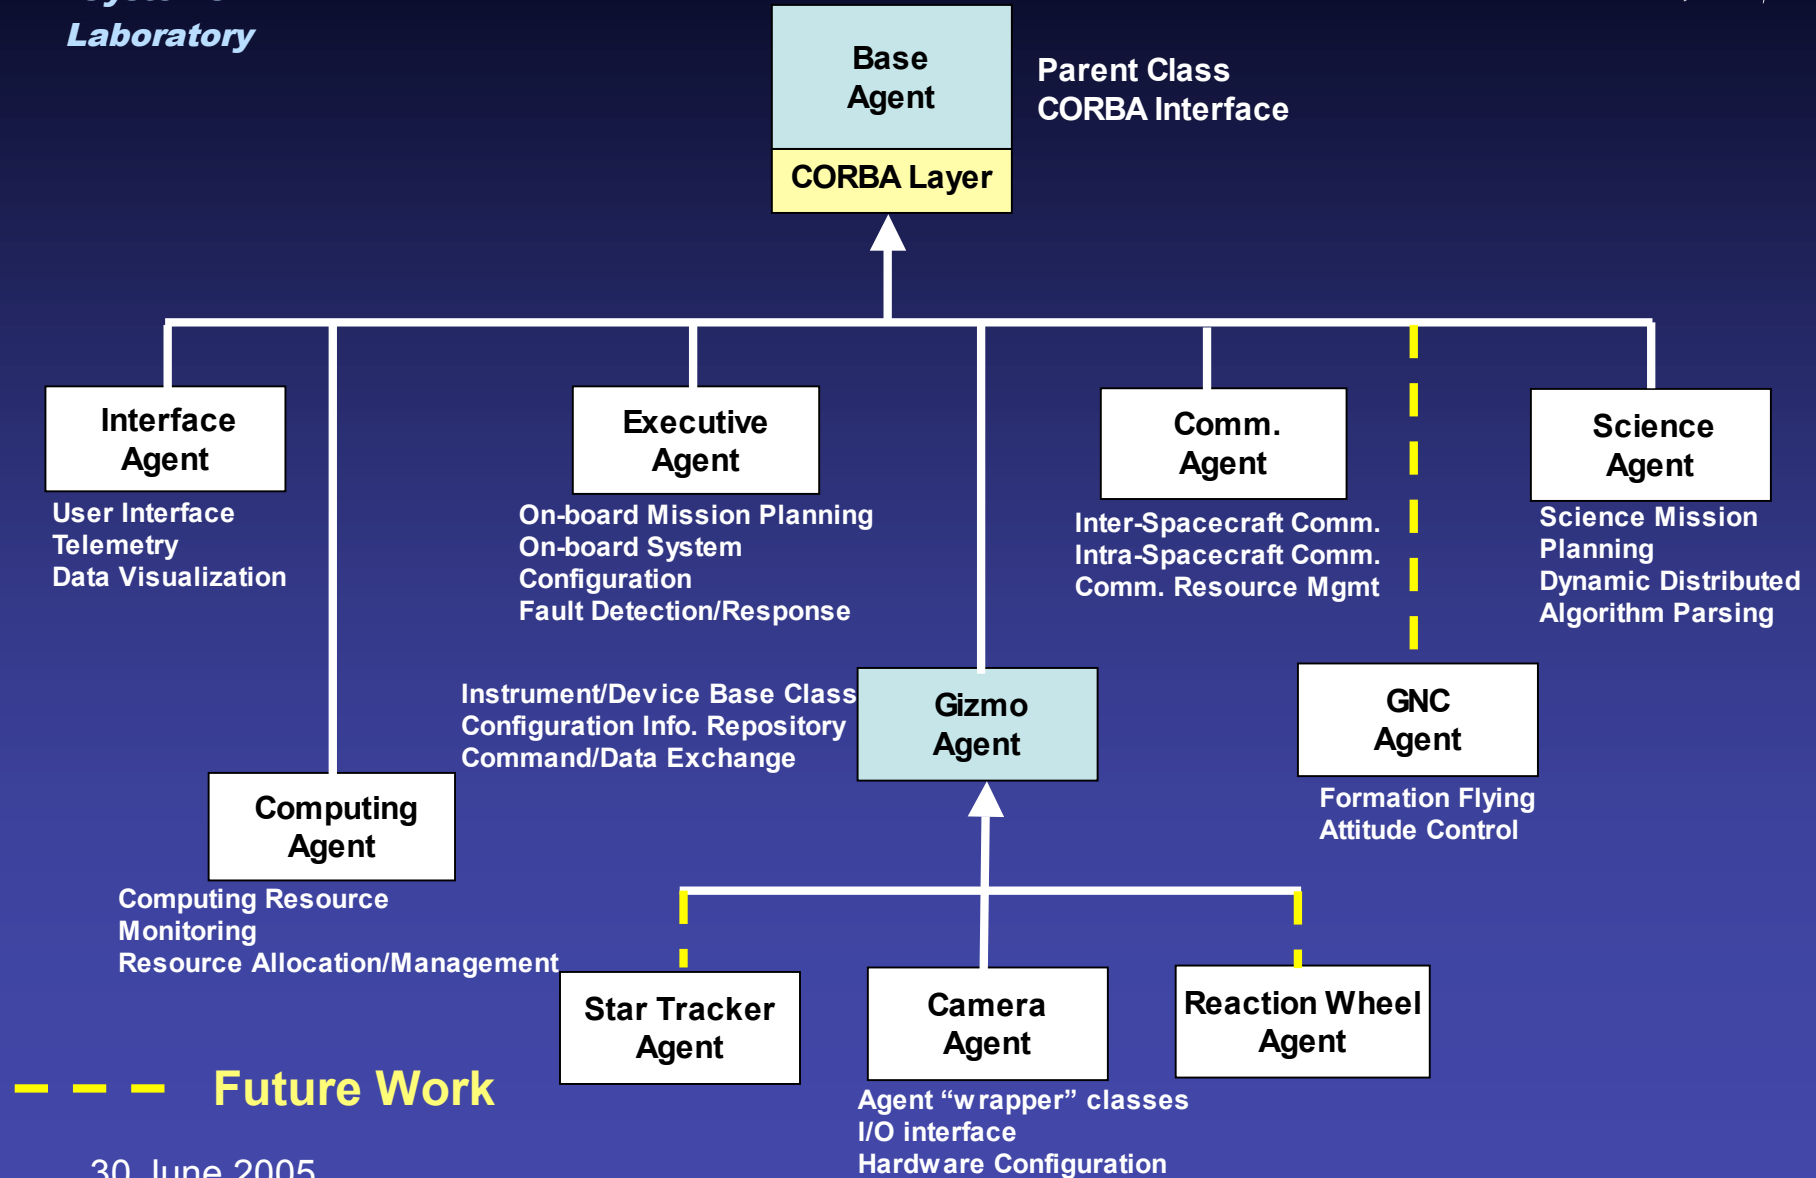 Laboratory
Base
Agent
CORBA Layer
Parent Class
CORBA Interface
Interface
Agent
User Interface
Telemetry
Data Visualization
Executive
Agent
On-board Mission Planning
On-board System
Configuration
Fault Detection/Response
Comm.
Agent
Inter-Spacecraft Comm.
Intra-Spacecraft Comm.
Comm. Resource Mgmt
Science
Agent
Science Mission
Planning
Dynamic Distributed
Algorithm Parsing
Instrument/Device Base Class
Configuration Info. Repository
Command/Data Exchange
Gizmo
Agent
GNC
Agent
Formation Flying
Attitude Control
Computing
Agent
Computing Resource
Monitoring
Resource Allocation/Management
Star Tracker
Agent
Camera
Agent
Agent “wrapper” classes
I/O interface
Hardware Configuration
Reaction Wheel
Agent
Future Work
30 June 2005